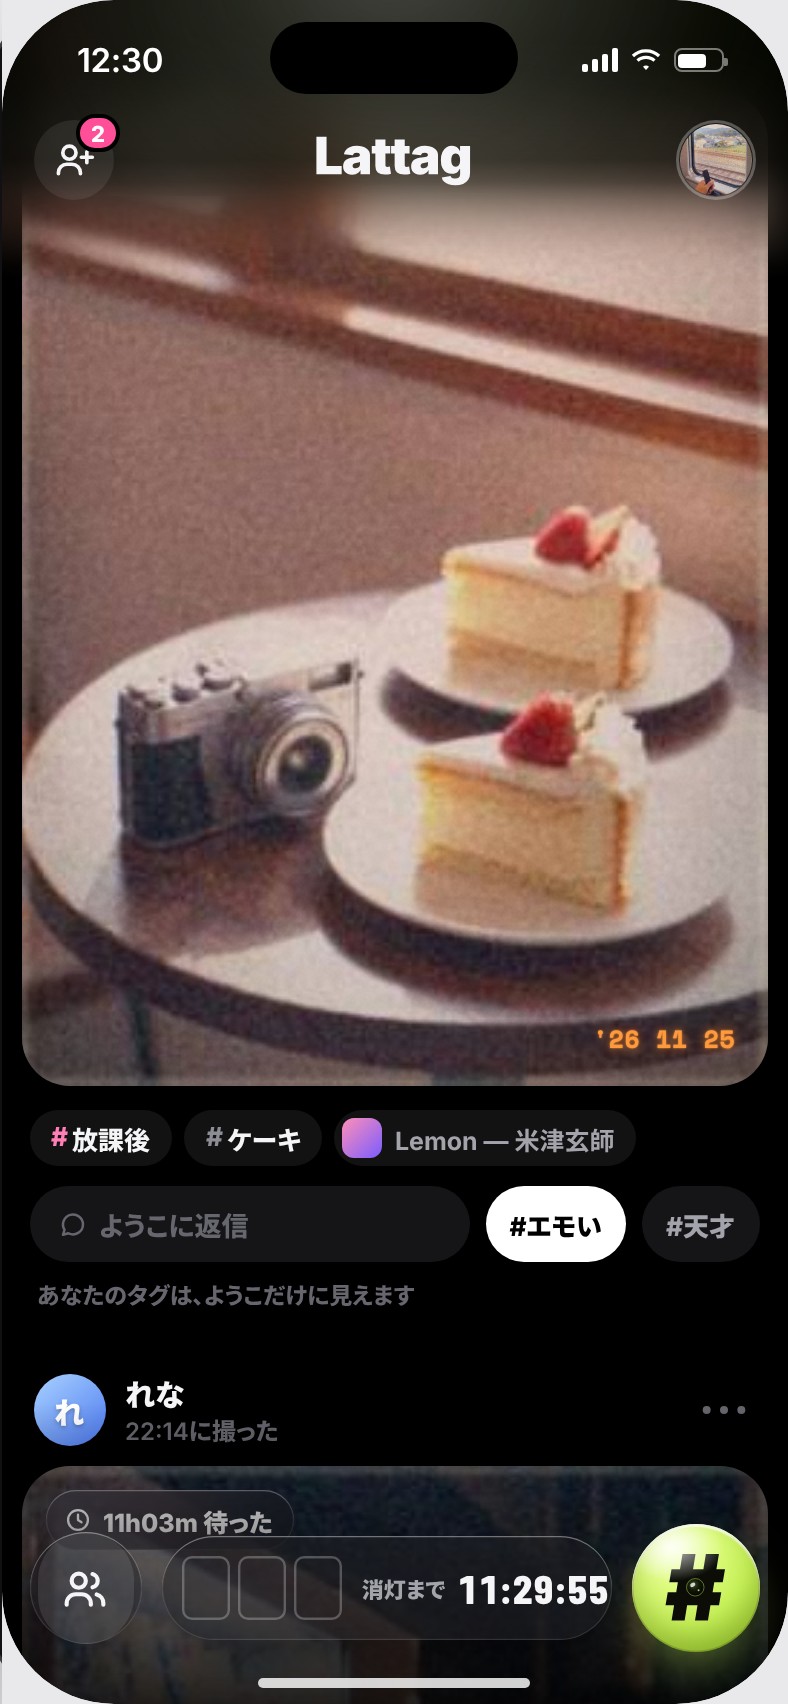 12:30
2
Lattag
'26 11 25
#放課後 #ケーキ Lemon — 米津玄師
ようこに返信 #エモい #天才
あなたのタグは、ようこだけに見えます
れ れな
22:14に撮った
11h03m 待った
消灯まで 11:29:55
#